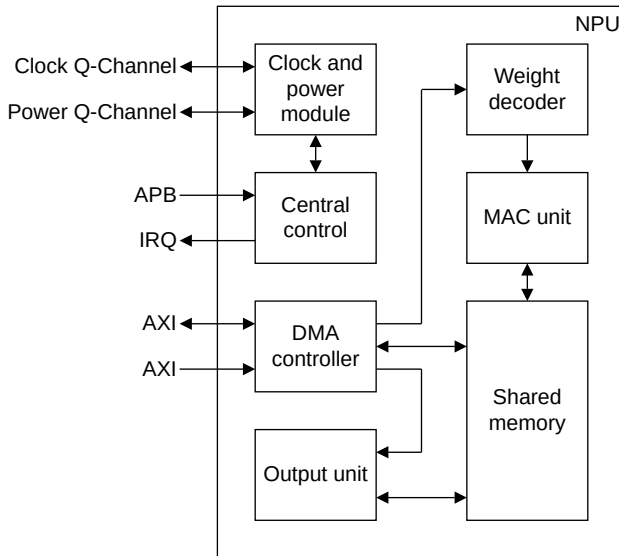 NPU
Clock Q-Channel
Power Q-Channel
Clock and
power
module
Weight
decoder
APB
IRQ
Central
control
MAC unit
AXI
AXI
DMA
controller
Shared
memory
Output unit